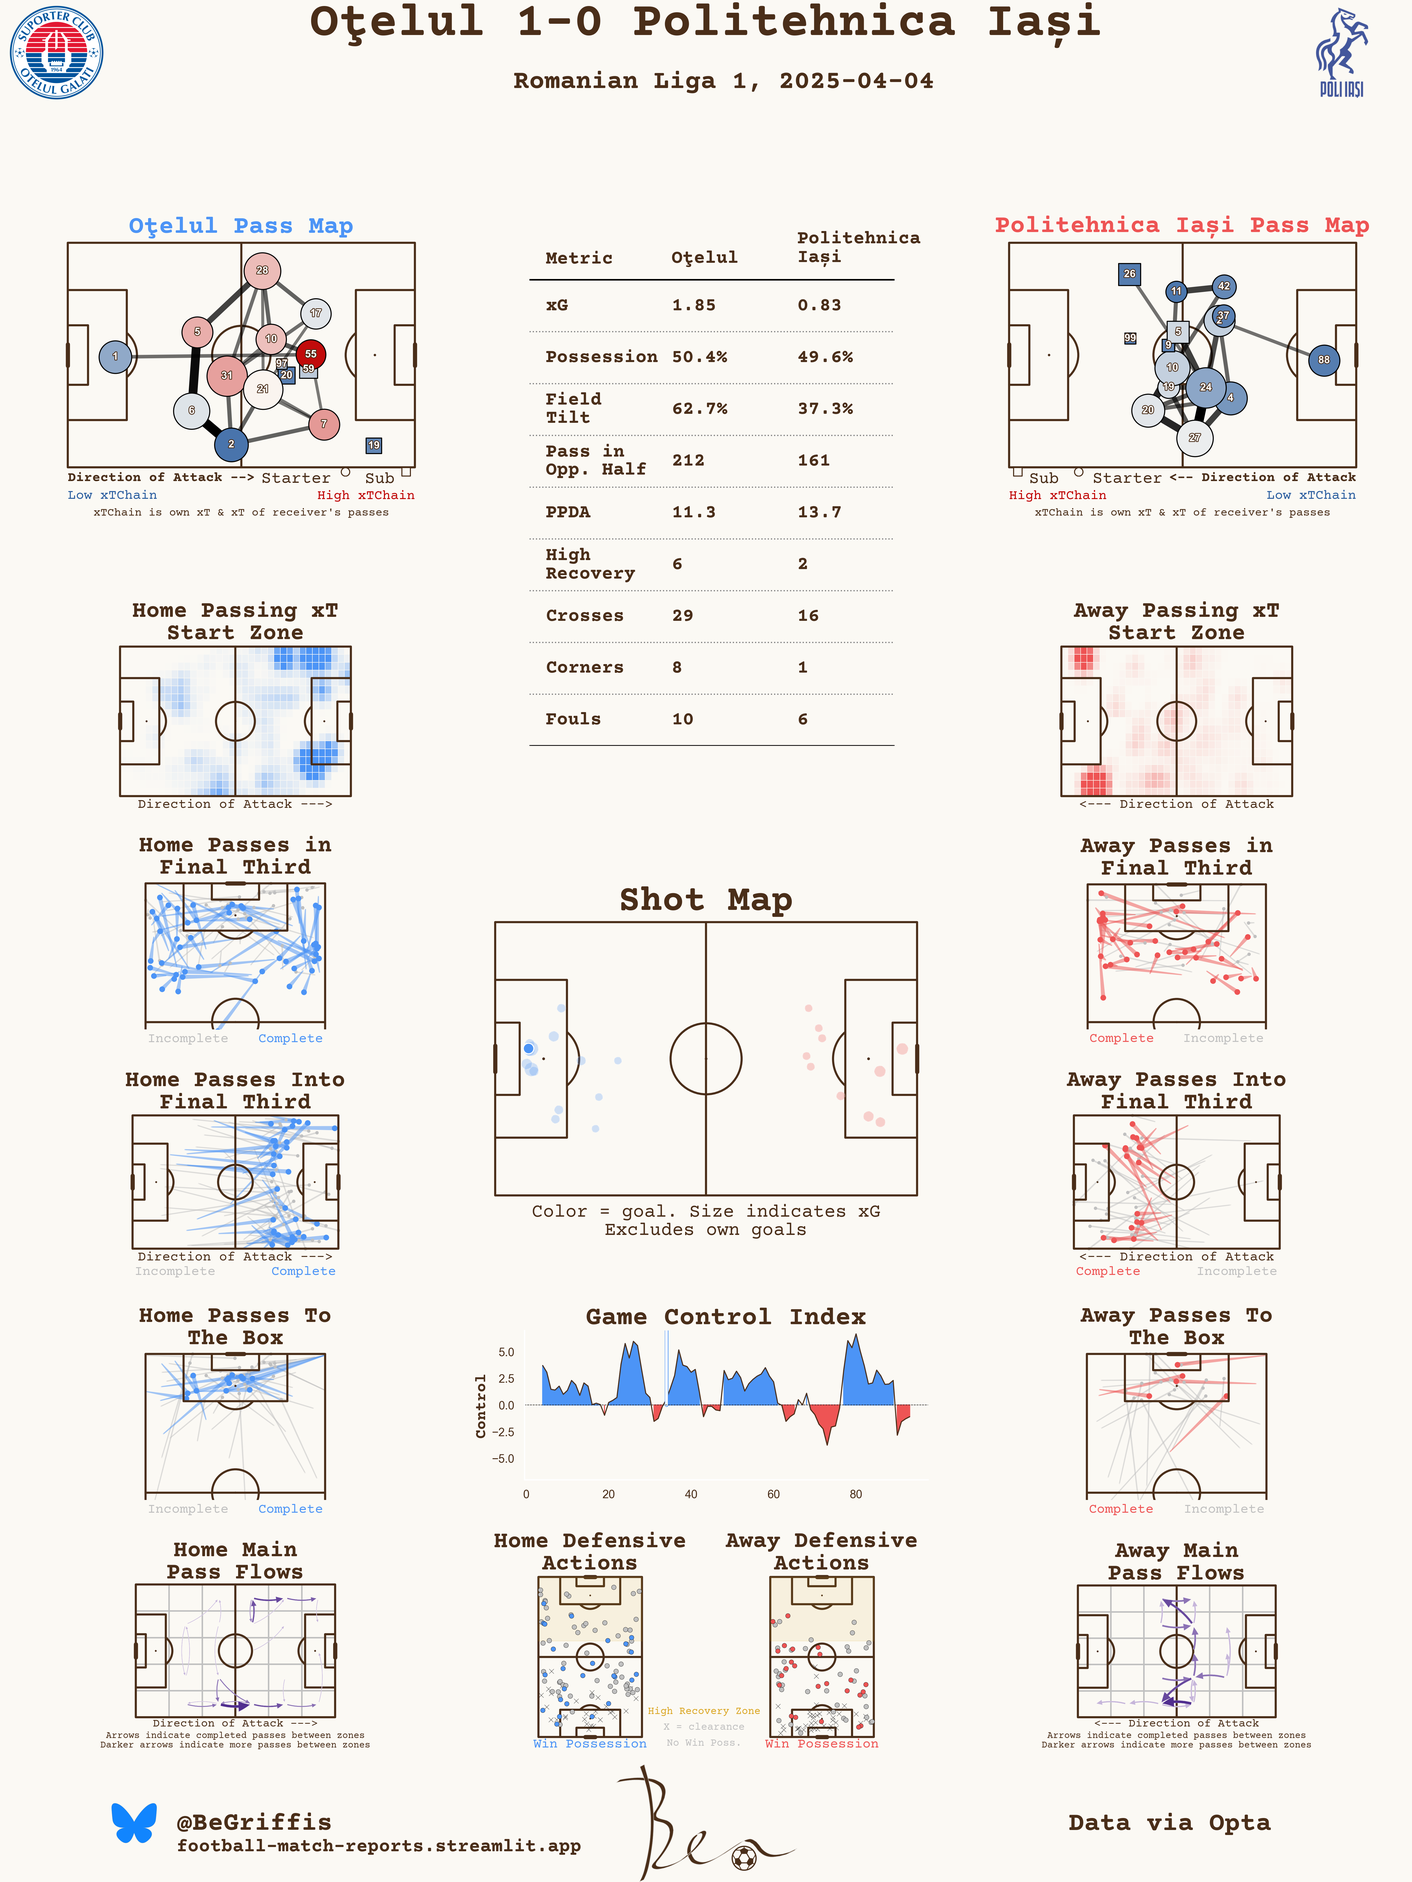 Oţelul 1-0 Politehnica Iași
Romanian Liga 1, 2025-04-04
SUPORTER CLUB
1964
OȚELUL GALAȚI
POLI IAȘI
Oţelul Pass Map
28
17
5
10
1
55
97
59
31
20
21
6
7
2
19
Direction of Attack --> Starter Sub
Low xTChain High xTChain
xTChain is own xT & xT of receiver's passes
Metric Oţelul Politehnica Iași
xG 1.85 0.83
Possession 50.4% 49.6%
Field Tilt 62.7% 37.3%
Pass in Opp. Half 212 161
PPDA 11.3 13.7
High Recovery 6 2
Crosses 29 16
Corners 8 1
Fouls 10 6
Politehnica Iași Pass Map
26
11
42
37
2
5
99
9
88
10
19
24
4
20
27
Sub Starter <-- Direction of Attack
High xTChain Low xTChain
xTChain is own xT & xT of receiver's passes
Home Passing xT
Start Zone
Direction of Attack --->
Away Passing xT
Start Zone
<--- Direction of Attack
Home Passes in
Final Third
Incomplete Complete
Away Passes in
Final Third
Complete Incomplete
Shot Map
Color = goal. Size indicates xG
Excludes own goals
Home Passes Into
Final Third
Direction of Attack --->
Incomplete Complete
Away Passes Into
Final Third
<--- Direction of Attack
Complete Incomplete
Home Passes To
The Box
Incomplete Complete
Game Control Index
Control
5.0
2.5
0.0
−2.5
−5.0
0 20 40 60 80
Away Passes To
The Box
Complete Incomplete
Home Main
Pass Flows
Direction of Attack --->
Arrows indicate completed passes between zones
Darker arrows indicate more passes between zones
Home Defensive
Actions
Win Possession
High Recovery Zone
X = clearance
No Win Poss.
Away Defensive
Actions
Win Possession
Away Main
Pass Flows
<--- Direction of Attack
Arrows indicate completed passes between zones
Darker arrows indicate more passes between zones
@BeGriffis
football-match-reports.streamlit.app
Ben
Data via Opta